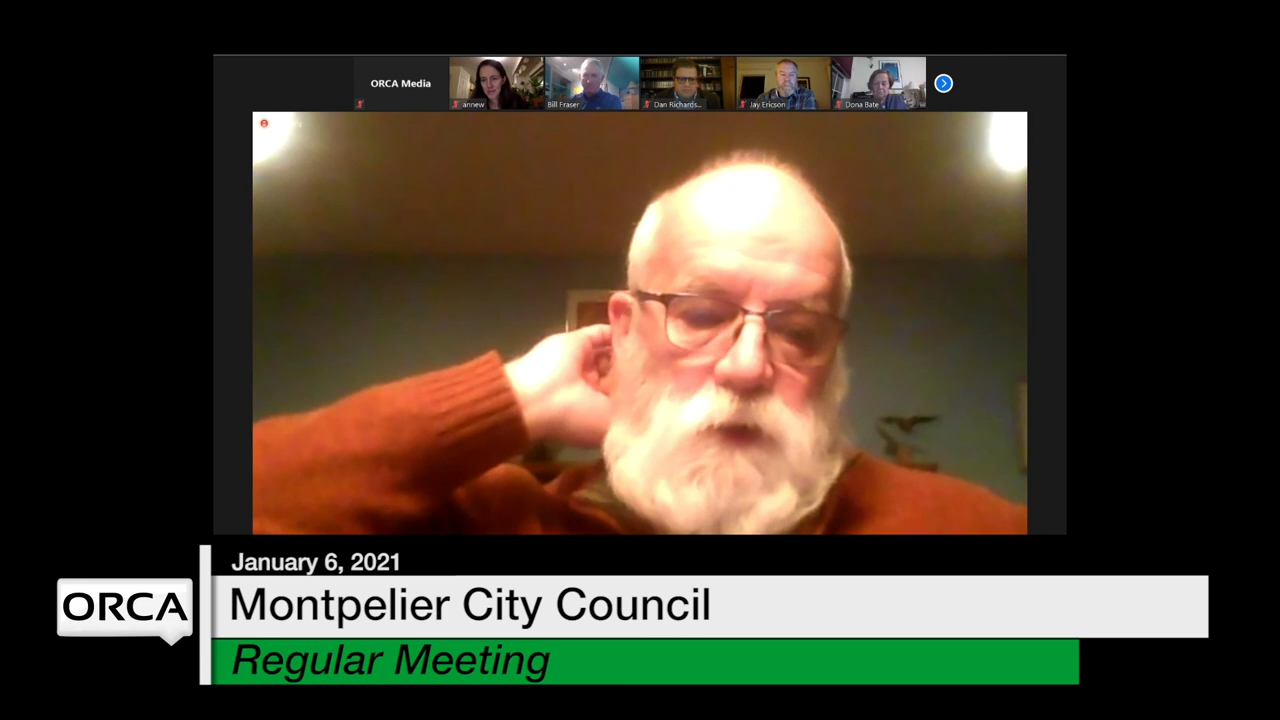 ORCA Media
annew
Bill Fraser
Dan Richards...
Jay Ericson
Dona Bate
January 6, 2021
ORCA
Montpelier City Council
Regular Meeting